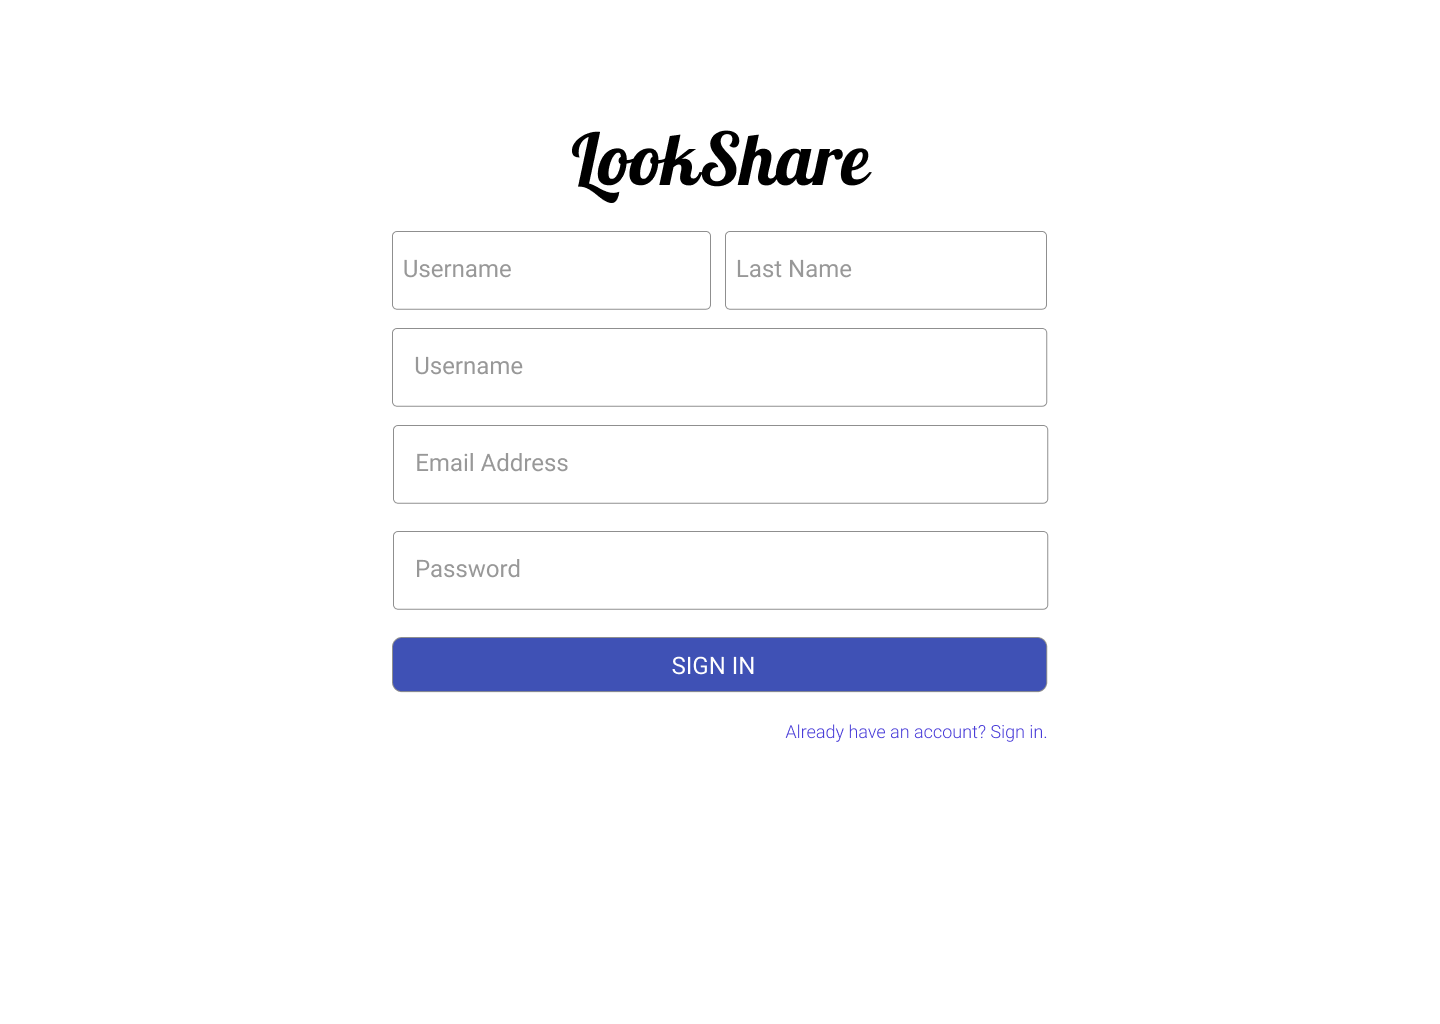 LookShare
Username Last Name
Username
Email Address
Password
SIGN IN
Already have an account? Sign in.